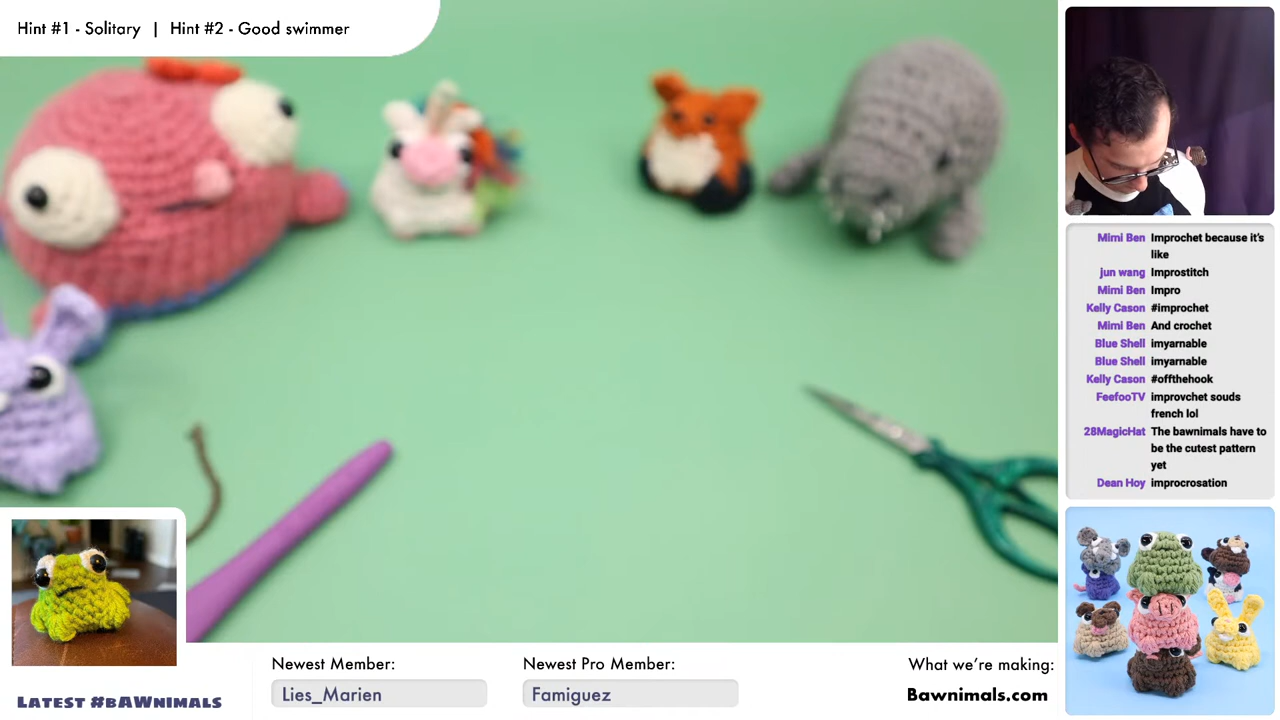 Hint #1 - Solitary | Hint #2 - Good swimmer
Mimi Ben Improchet because it's
like
jun wang Improstitch
Mimi Ben Impro
Kelly Cason #improchet
Mimi Ben And crochet
Blue Shell imyarnable
Blue Shell imyarnable
Kelly Cason #offthehook
FeefooTV improvchet souds
french lol
28MagicHat The bawnimals have to
be the cutest pattern
yet
Dean Hoy improcrosation
Latest #bAWnimals
Newest Member:
Lies_Marien
Newest Pro Member:
Famiguez
What we're making:
Bawnimals.com